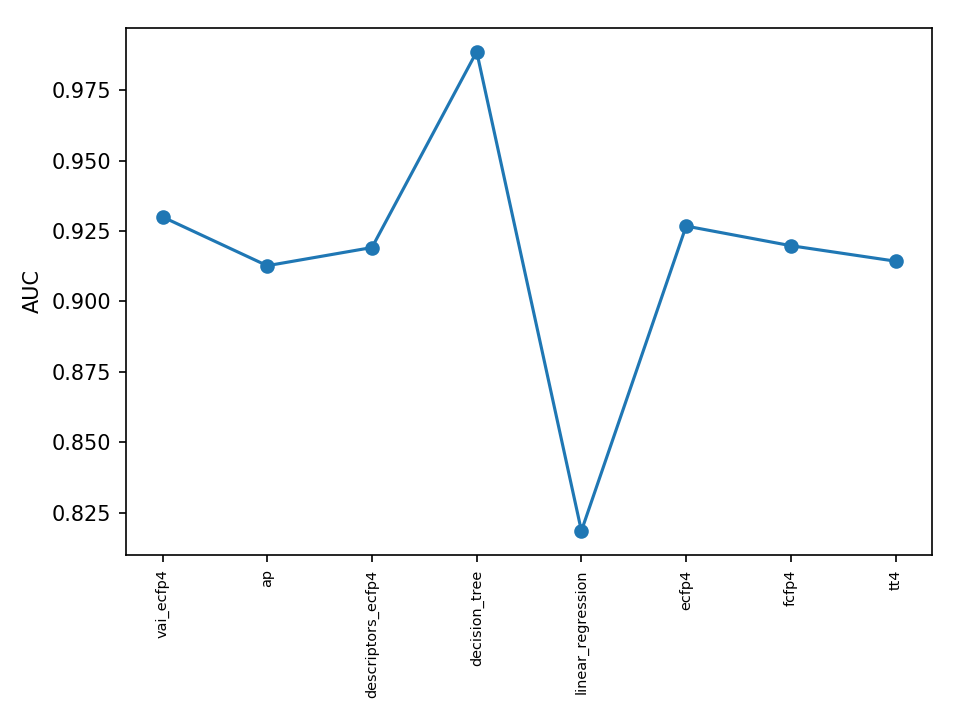 0.975
0.950
0.925
0.900
0.875
0.850
0.825
AUC
vai_ecfp4
ap
descriptors_ecfp4
decision_tree
linear_regression
ecfp4
fcfp4
tt4